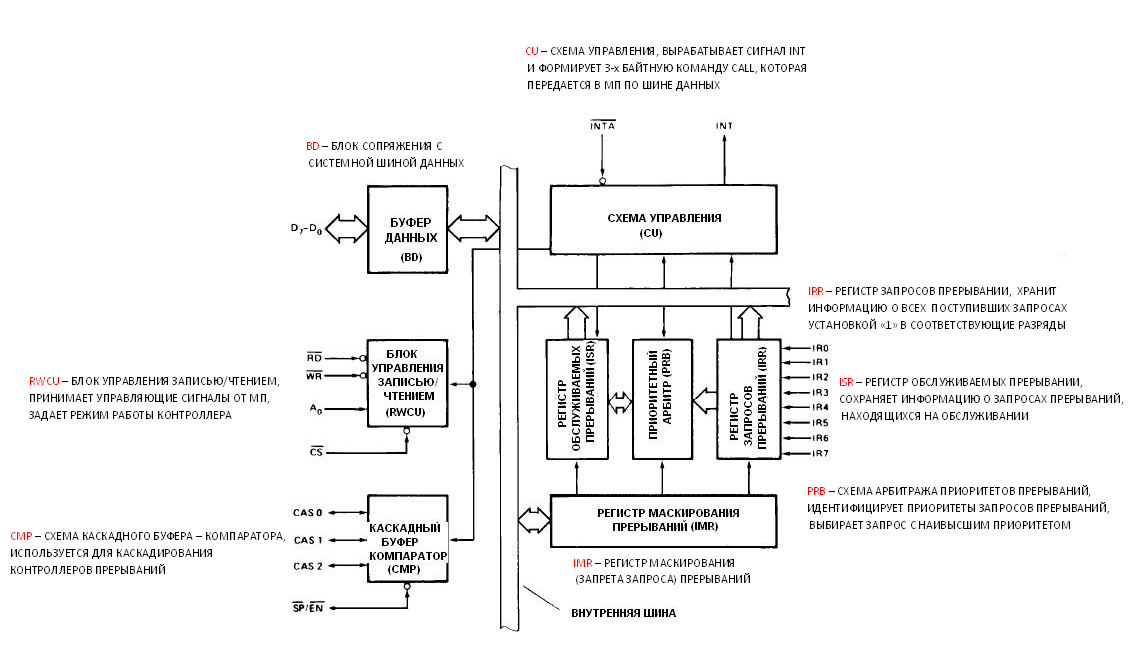 CU – СХЕМА УПРАВЛЕНИЯ, ВЫРАБАТЫВАЕТ СИГНАЛ INT
И ФОРМИРУЕТ 3-х БАЙТНУЮ КОМАНДУ CALL, КОТОРАЯ
ПЕРЕДАЕТСЯ В МП ПО ШИНЕ ДАННЫХ
INTA
INT
BD – БЛОК СОПРЯЖЕНИЯ С
СИСТЕМНОЙ ШИНОЙ ДАННЫХ
D7-D0
БУФЕР
ДАННЫХ
(BD)
СХЕМА УПРАВЛЕНИЯ
(CU)
IRR – РЕГИСТР ЗАПРОСОВ ПРЕРЫВАНИИ, ХРАНИТ
ИНФОРМАЦИЮ О ВСЕХ ПОСТУПИВШИХ ЗАПРОСАХ
УСТАНОВКОЙ «1» В СООТВЕТСТВУЮЩИЕ РАЗРЯДЫ
RWCU – БЛОК УПРАВЛЕНИЯ ЗАПИСЬЮ/ЧТЕНИЕМ,
ПРИНИМАЕТ УПРАВЛЯЮЩИЕ СИГНАЛЫ ОТ МП,
ЗАДАЕТ РЕЖИМ РАБОТЫ КОНТРОЛЛЕРА
RD
WR
A0
CS
БЛОК
УПРАВЛЕНИЯ
ЗАПИСЬЮ/
ЧТЕНИЕМ
(RWCU)
РЕГИСТР
ОБСЛУЖИВАЕМЫХ
ПРЕРЫВАНИЙ (ISR)
ПРИОРИТЕТНЫЙ
АРБИТР (PRB)
РЕГИСТР
ЗАПРОСОВ
ПРЕРЫВАНИЙ (IRR)
IR0
IR1
IR2
IR3
IR4
IR5
IR6
IR7
ISR – РЕГИСТР ОБСЛУЖИВАЕМЫХ ПРЕРЫВАНИИ,
СОХРАНЯЕТ ИНФОРМАЦИЮ О ЗАПРОСАХ ПРЕРЫВАНИЙ,
НАХОДЯЩИХСЯ НА ОБСЛУЖИВАНИИ
PRB – СХЕМА АРБИТРАЖА ПРИОРИТЕТОВ ПРЕРЫВАНИЙ,
ИДЕНТИФИЦИРУЕТ ПРИОРИТЕТЫ ЗАПРОСОВ ПРЕРЫВАНИЙ,
ВЫБИРАЕТ ЗАПРОС С НАИВЫСШИМ ПРИОРИТЕТОМ
CMP – СХЕМА КАСКАДНОГО БУФЕРА – КОМПАРАТОРА,
ИСПОЛЬЗУЕТСЯ ДЛЯ КАСКАДИРОВАНИЯ
КОНТРОЛЛЕРОВ ПРЕРЫВАНИЙ
CAS 0
CAS 1
CAS 2
SP/EN
КАСКАДНЫЙ
БУФЕР
КОМПАРАТОР
(CMP)
РЕГИСТР МАСКИРОВАНИЯ
ПРЕРЫВАНИЙ (IMR)
IMR – РЕГИСТР МАСКИРОВАНИЯ
(ЗАПРЕТА ЗАПРОСА) ПРЕРЫВАНИЙ
ВНУТРЕННЯЯ ШИНА